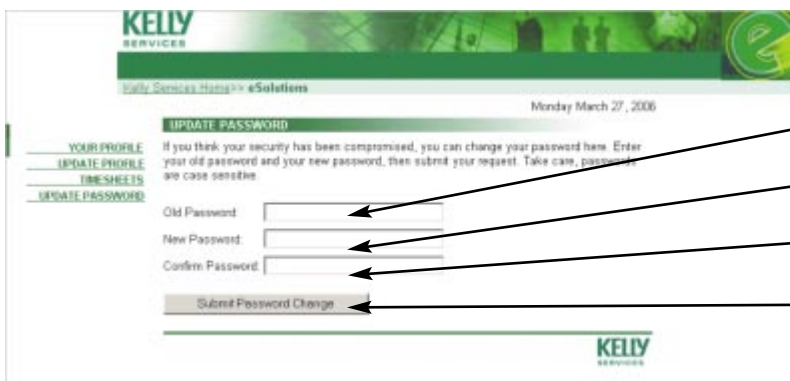 KELLY
SERVICES
Kelly Services Home>> eSolutions
Monday March 27, 2006
UPDATE PASSWORD
YOUR PROFILE
UPDATE PROFILE
TIMESHEETS
UPDATE PASSWORD
If you think your security has been compromised, you can change your password here. Enter
your old password and your new password, then submit your request. Take care, passwords
are case sensitive.
Old Password:
New Password:
Confirm Password:
Submit Password Change
KELLY
SERVICES